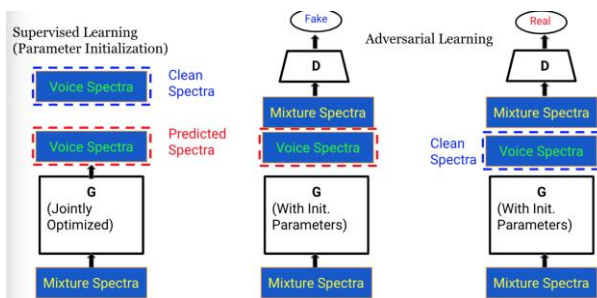 Supervised Learning
(Parameter Initialization)
Clean
Spectra
Voice Spectra
Predicted
Spectra
Voice Spectra
G
(Jointly
Optimized)
Mixture Spectra
Adversarial Learning
Fake
D
Mixture Spectra
Voice Spectra
G
(With Init.
Parameters)
Mixture Spectra
Real
D
Mixture Spectra
Clean
Spectra
Voice Spectra
G
(With Init.
Parameters)
Mixture Spectra